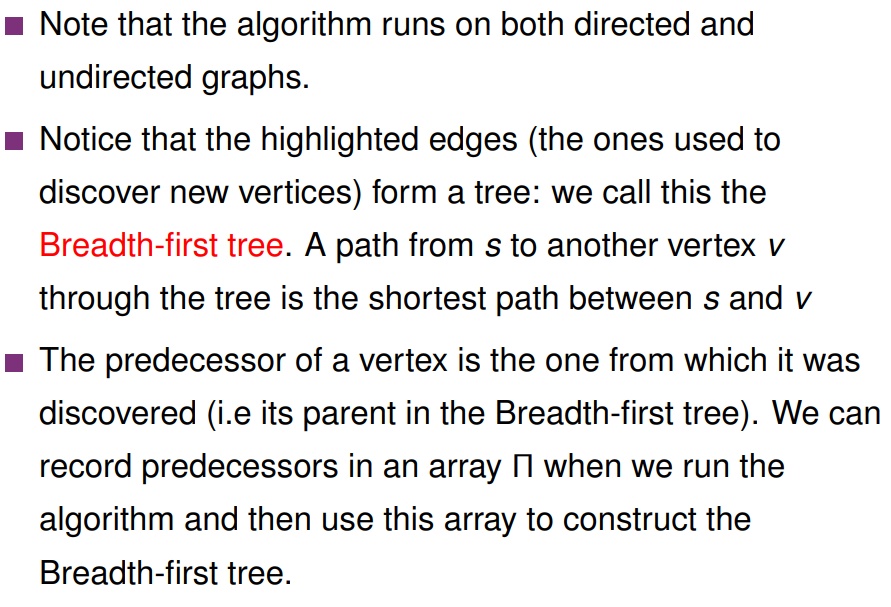 Note that the algorithm runs on both directed and
undirected graphs.
Notice that the highlighted edges (the ones used to
discover new vertices) form a tree: we call this the
Breadth-first tree. A path from s to another vertex v
through the tree is the shortest path between s and v
The predecessor of a vertex is the one from which it was
discovered (i.e its parent in the Breadth-first tree). We can
record predecessors in an array Π when we run the
algorithm and then use this array to construct the
Breadth-first tree.